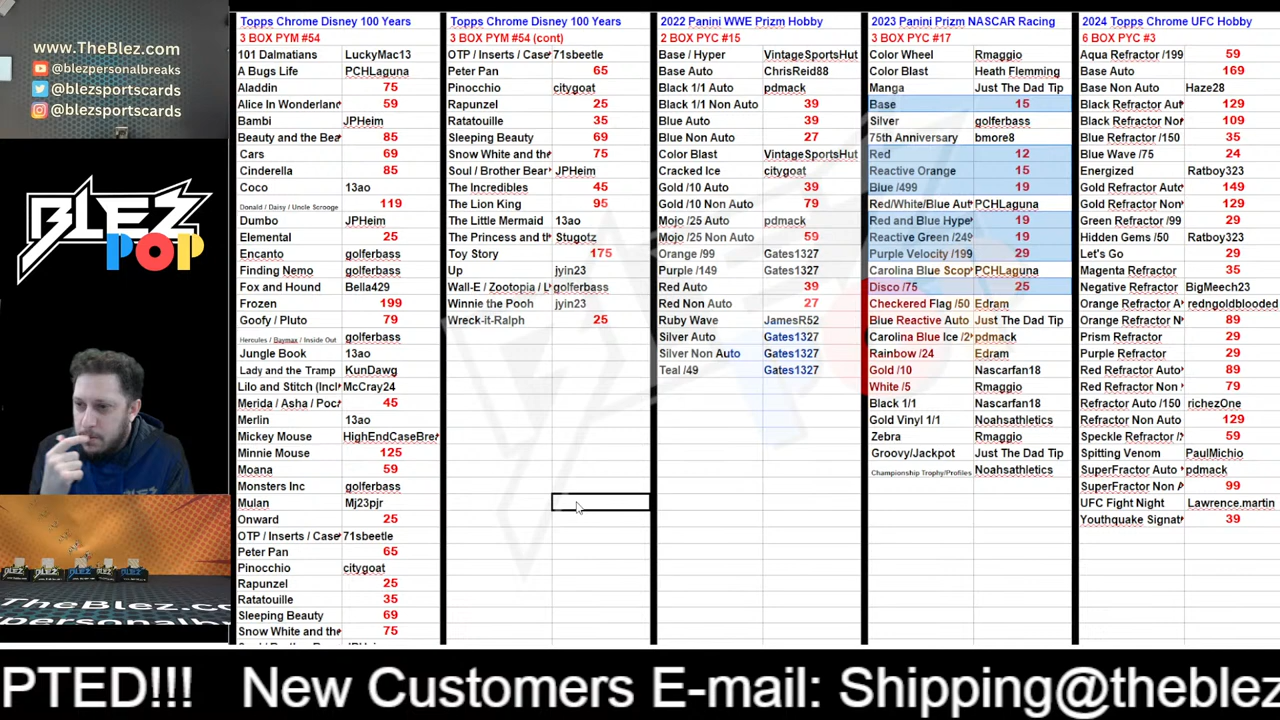 www.TheBlez.com
@blezpersonalbreaks
@blezsportscards
@blezsportscards
BLEZ
POP
Topps Chrome Disney 100 Years
3 BOX PYM #54
101 Dalmatians LuckyMac13
A Bugs Life PCHLaguna
Aladdin 75
Alice In Wonderland 59
Bambi JPHeim
Beauty and the Bea 85
Cars 69
Cinderella 85
Coco 13ao
Donald / Daisy / Uncle Scrooge 119
Dumbo JPHeim
Elemental 25
Encanto golferbass
Finding Nemo golferbass
Fox and Hound Bella429
Frozen 199
Goofy / Pluto 79
Hercules / Baymax / Inside Out golferbass
Jungle Book 13ao
Lady and the Tramp KunDawg
Lilo and Stitch (Incl McCray24
Merida / Asha / Poc 45
Merlin 13ao
Mickey Mouse HighEndCaseBre
Minnie Mouse 125
Moana 59
Monsters Inc golferbass
Mulan Mj23pjr
Onward 25
OTP / Inserts / Case 71sbeetle
Peter Pan 65
Pinocchio citygoat
Rapunzel 25
Ratatouille 35
Sleeping Beauty 69
Snow White and the 75
Topps Chrome Disney 100 Years
3 BOX PYM #54 (cont)
OTP / Inserts / Case 71sbeetle
Peter Pan 65
Pinocchio citygoat
Rapunzel 25
Ratatouille 35
Sleeping Beauty 69
Snow White and the 75
Soul / Brother Bear JPHeim
The Incredibles 45
The Lion King 95
The Little Mermaid 13ao
The Princess and th Stugotz
Toy Story 175
Up jyin23
Wall-E / Zootopia / L golferbass
Winnie the Pooh jyin23
Wreck-it-Ralph 25
2022 Panini WWE Prizm Hobby
2 BOX PYC #15
Base / Hyper VintageSportsHut
Base Auto ChrisReid88
Black 1/1 Auto pdmack
Black 1/1 Non Auto 39
Blue Auto 39
Blue Non Auto 27
Color Blast VintageSportsHut
Cracked Ice citygoat
Gold /10 Auto 39
Gold /10 Non Auto 79
Mojo /25 Auto pdmack
Mojo /25 Non Auto 59
Orange /99 Gates1327
Purple /149 Gates1327
Red Auto 39
Red Non Auto 27
Ruby Wave JamesR52
Silver Auto Gates1327
Silver Non Auto Gates1327
Teal /49 Gates1327
2023 Panini Prizm NASCAR Racing
3 BOX PYC #17
Color Wheel Rmaggio
Color Blast Heath Flemming
Manga Just The Dad Tip
Base 15
Silver golferbass
75th Anniversary bmore8
Red 12
Reactive Orange 15
Blue /499 19
Red/White/Blue Aut PCHLaguna
Red and Blue Hype 19
Reactive Green /249 19
Purple Velocity /199 29
Carolina Blue Scop PCHLaguna
Disco /75 25
Checkered Flag /50 Edram
Blue Reactive Auto Just The Dad Tip
Carolina Blue Ice /2 pdmack
Rainbow /24 Edram
Gold /10 Nascarfan18
White /5 Rmaggio
Black 1/1 Nascarfan18
Gold Vinyl 1/1 Noahsathletics
Zebra Rmaggio
Groovy/Jackpot Just The Dad Tip
Championship Trophy/Profiles Noahsathletics
2024 Topps Chrome UFC Hobby
6 BOX PYC #3
Aqua Refractor /199 59
Base Auto 169
Base Non Auto Haze28
Black Refractor Aut 129
Black Refractor Nor 109
Blue Refractor /150 35
Blue Wave /75 24
Energized Ratboy323
Gold Refractor Aut 149
Gold Refractor Non 129
Green Refractor /99 29
Hidden Gems /50 Ratboy323
Let's Go 29
Magenta Refractor 35
Negative Refractor BigMeech23
Orange Refractor A redngoldblooded
Orange Refractor N 89
Prism Refractor 29
Purple Refractor 29
Red Refractor Auto 89
Red Refractor Non 79
Refractor Auto /150 richezOne
Refractor Non Auto 129
Speckle Refractor /2 59
Spitting Venom PaulMichio
SuperFractor Auto pdmack
SuperFractor Non A 99
UFC Fight Night Lawrence.martin
Youthquake Signat 39
TheBlez.co
personalb
PTED!!! New Customers E-mail: Shipping@theblez